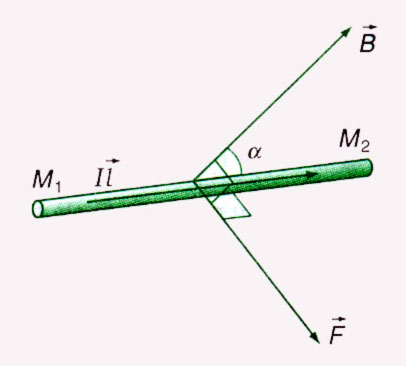 B⃗
M₂
α
M₁
Il⃗
F⃗